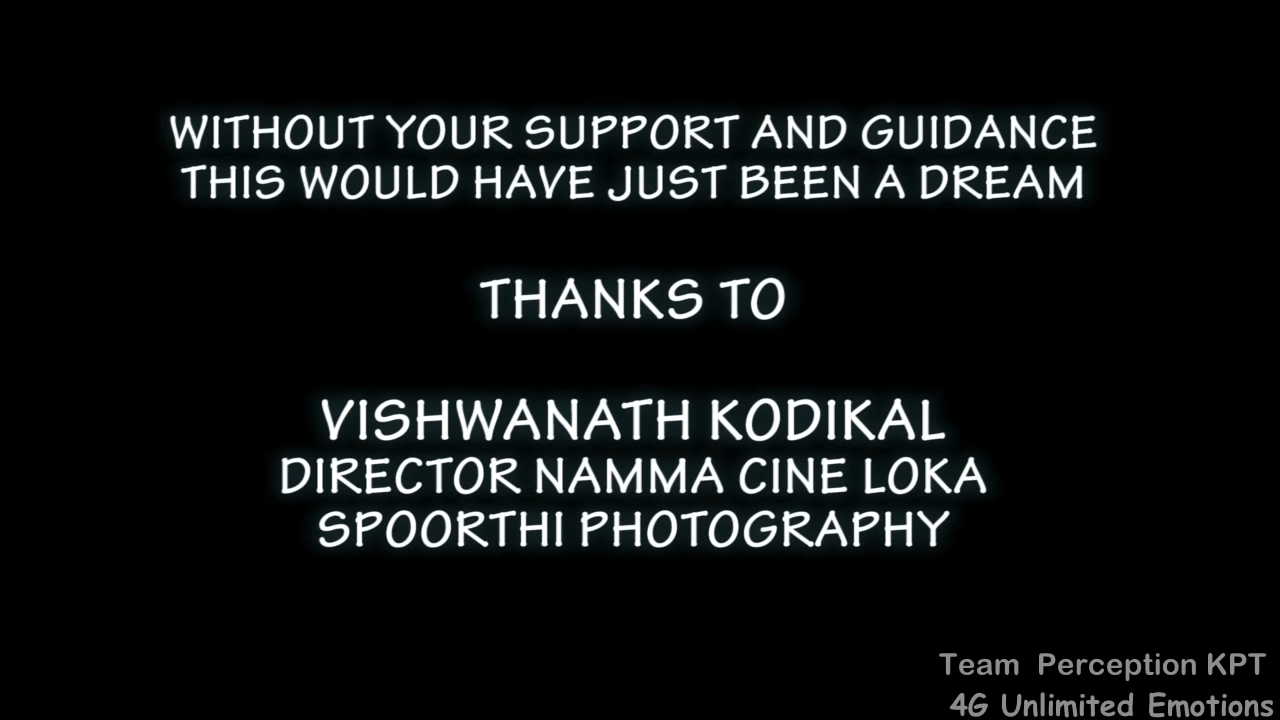 WITHOUT YOUR SUPPORT AND GUIDANCE
THIS WOULD HAVE JUST BEEN A DREAM
THANKS TO
VISHWANATH KODIKAL
DIRECTOR NAMMA CINE LOKA
SPOORTHI PHOTOGRAPHY
Team Perception KPT
4G Unlimited Emotions